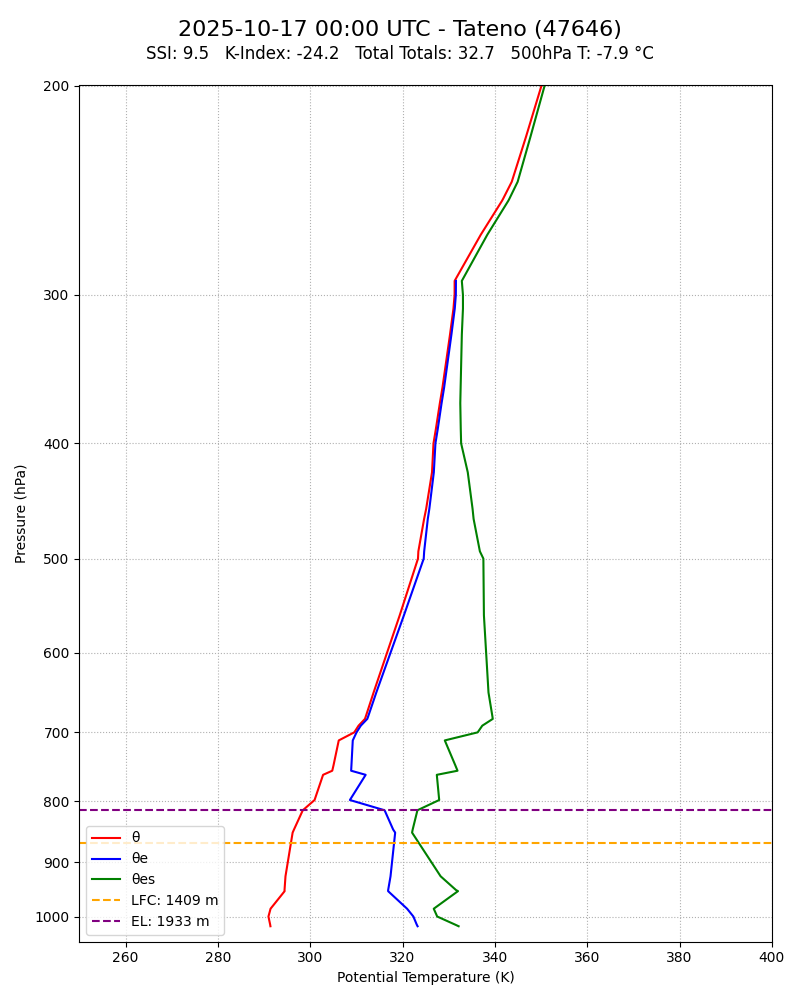 2025-10-17 00:00 UTC - Tateno (47646)
SSI: 9.5   K-Index: -24.2   Total Totals: 32.7   500hPa T: -7.9 °C
200
300
400
500
600
700
800
900
1000
Pressure (hPa)
θ
θe
θes
LFC: 1409 m
EL: 1933 m
260 280 300 320 340 360 380 400
Potential Temperature (K)